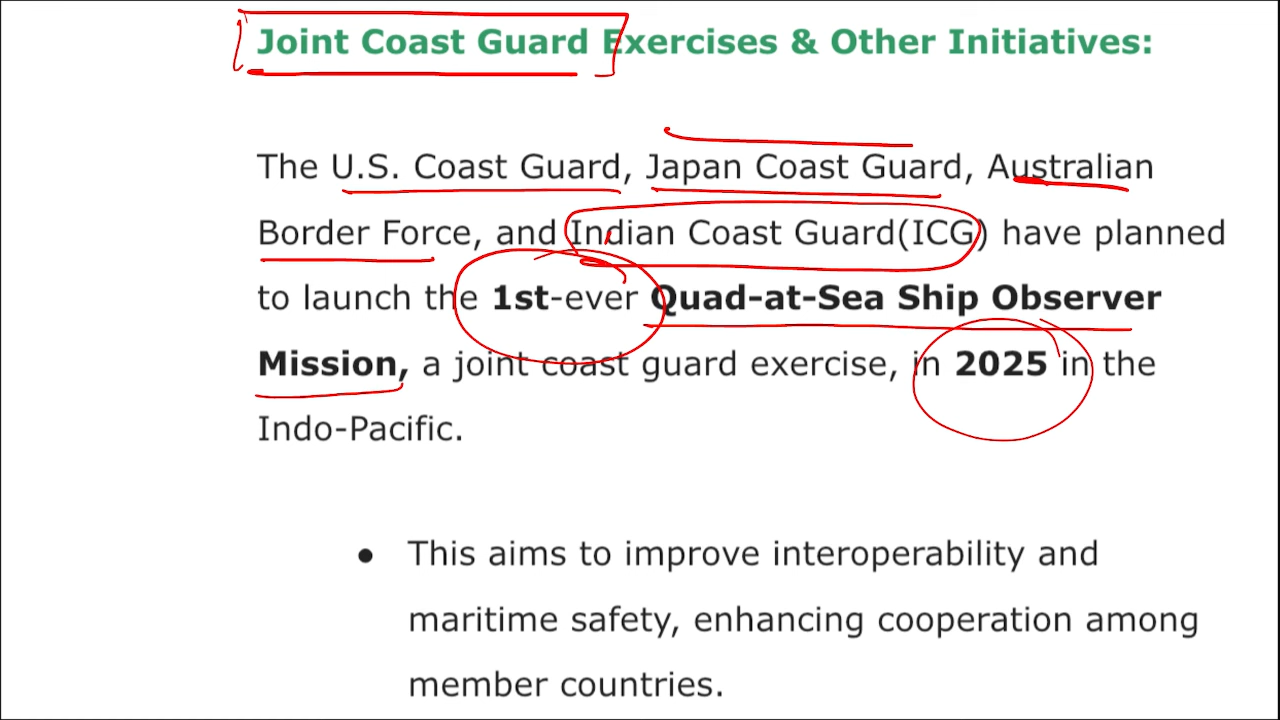 Joint Coast Guard Exercises & Other Initiatives:
The U.S. Coast Guard, Japan Coast Guard, Australian
Border Force, and Indian Coast Guard(ICG) have planned
to launch the 1st-ever Quad-at-Sea Ship Observer
Mission, a joint coast guard exercise, in 2025 in the
Indo-Pacific.
● This aims to improve interoperability and
maritime safety, enhancing cooperation among
member countries.